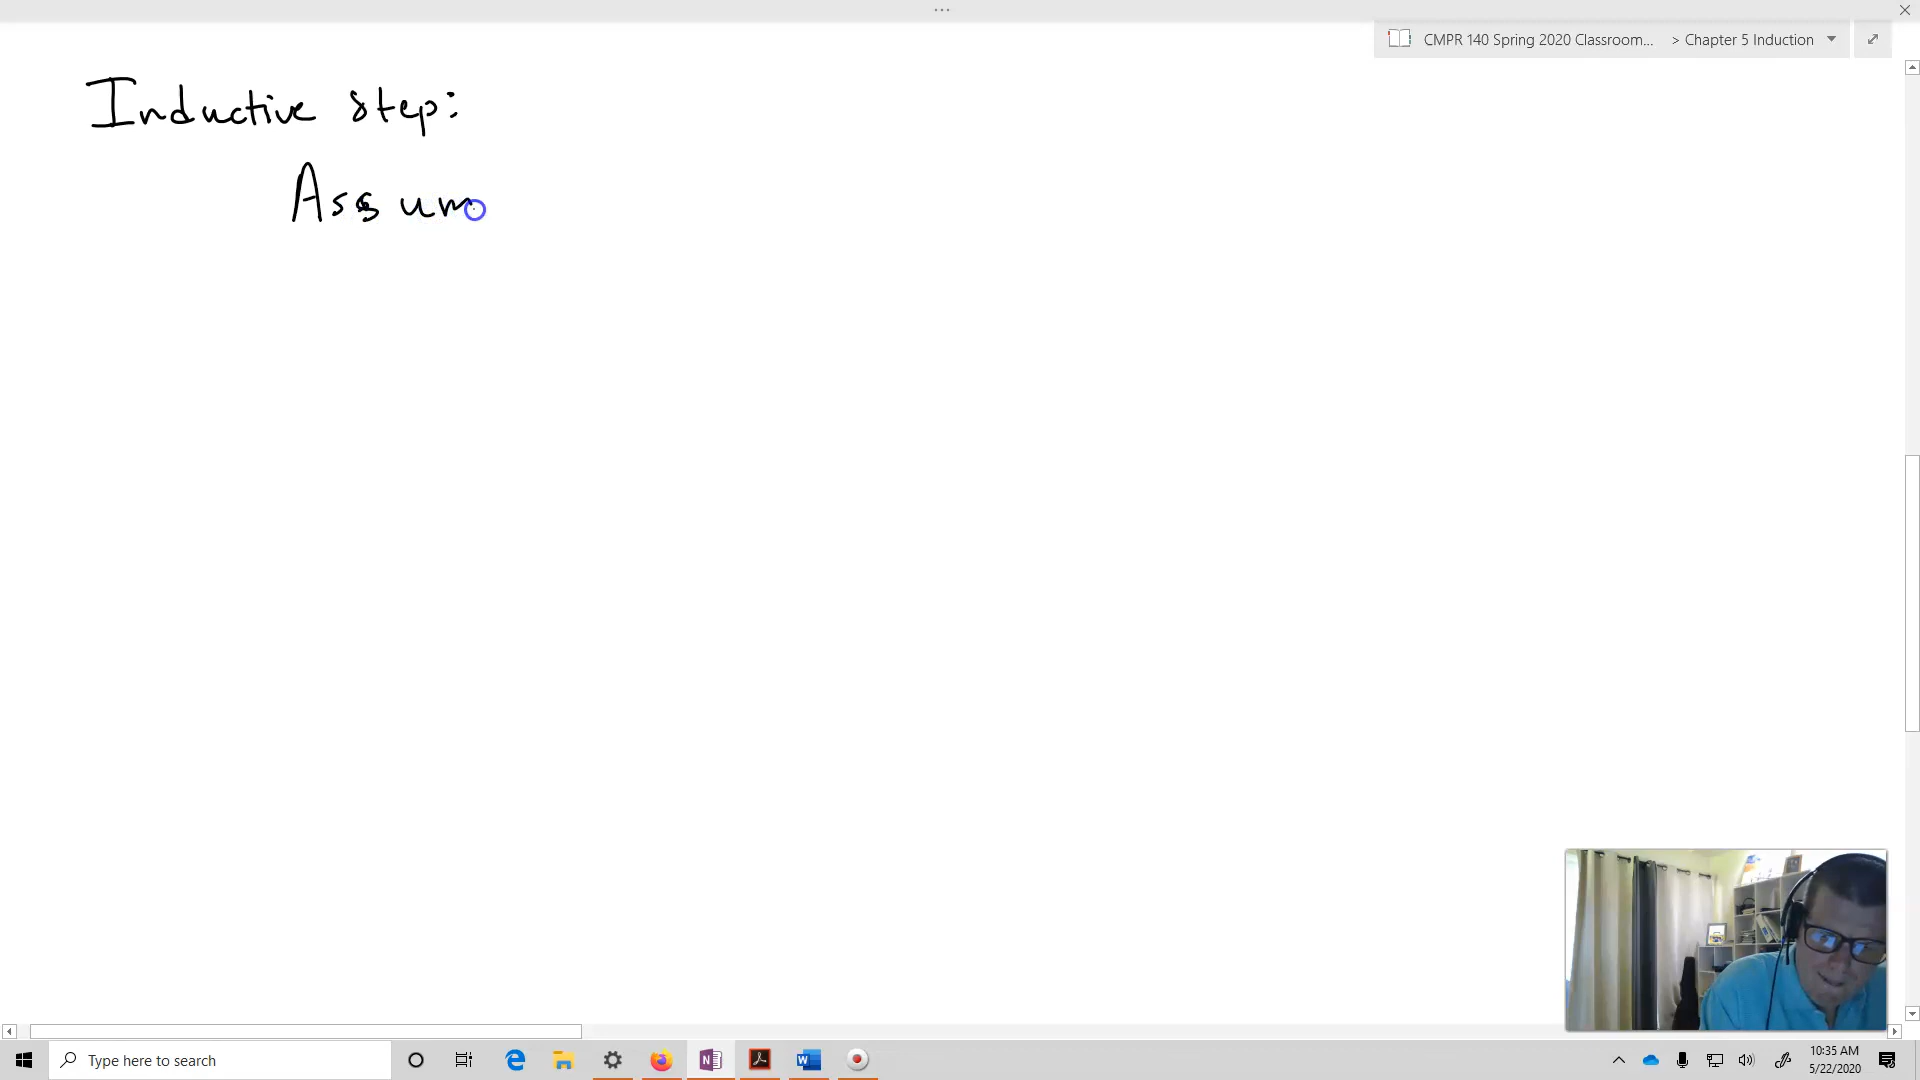 ...
CMPR 140 Spring 2020 Classroom... > Chapter 5 Induction
Inductive step:
Assum
Type here to search
10:35 AM
5/22/2020